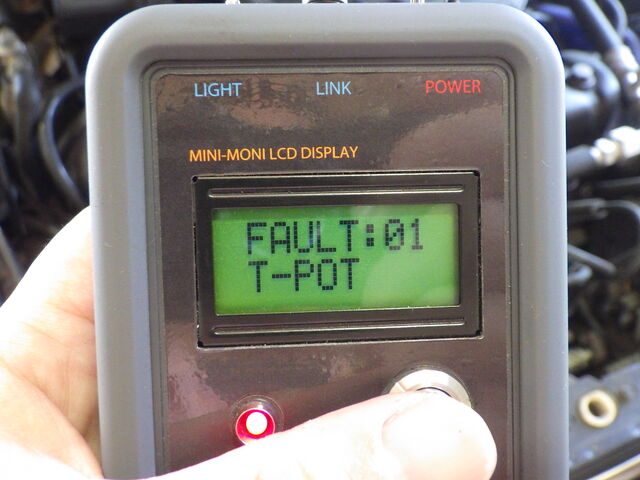 LIGHT LINK POWER
MINI-MONI LCD DISPLAY
FAULT:01
T-POT